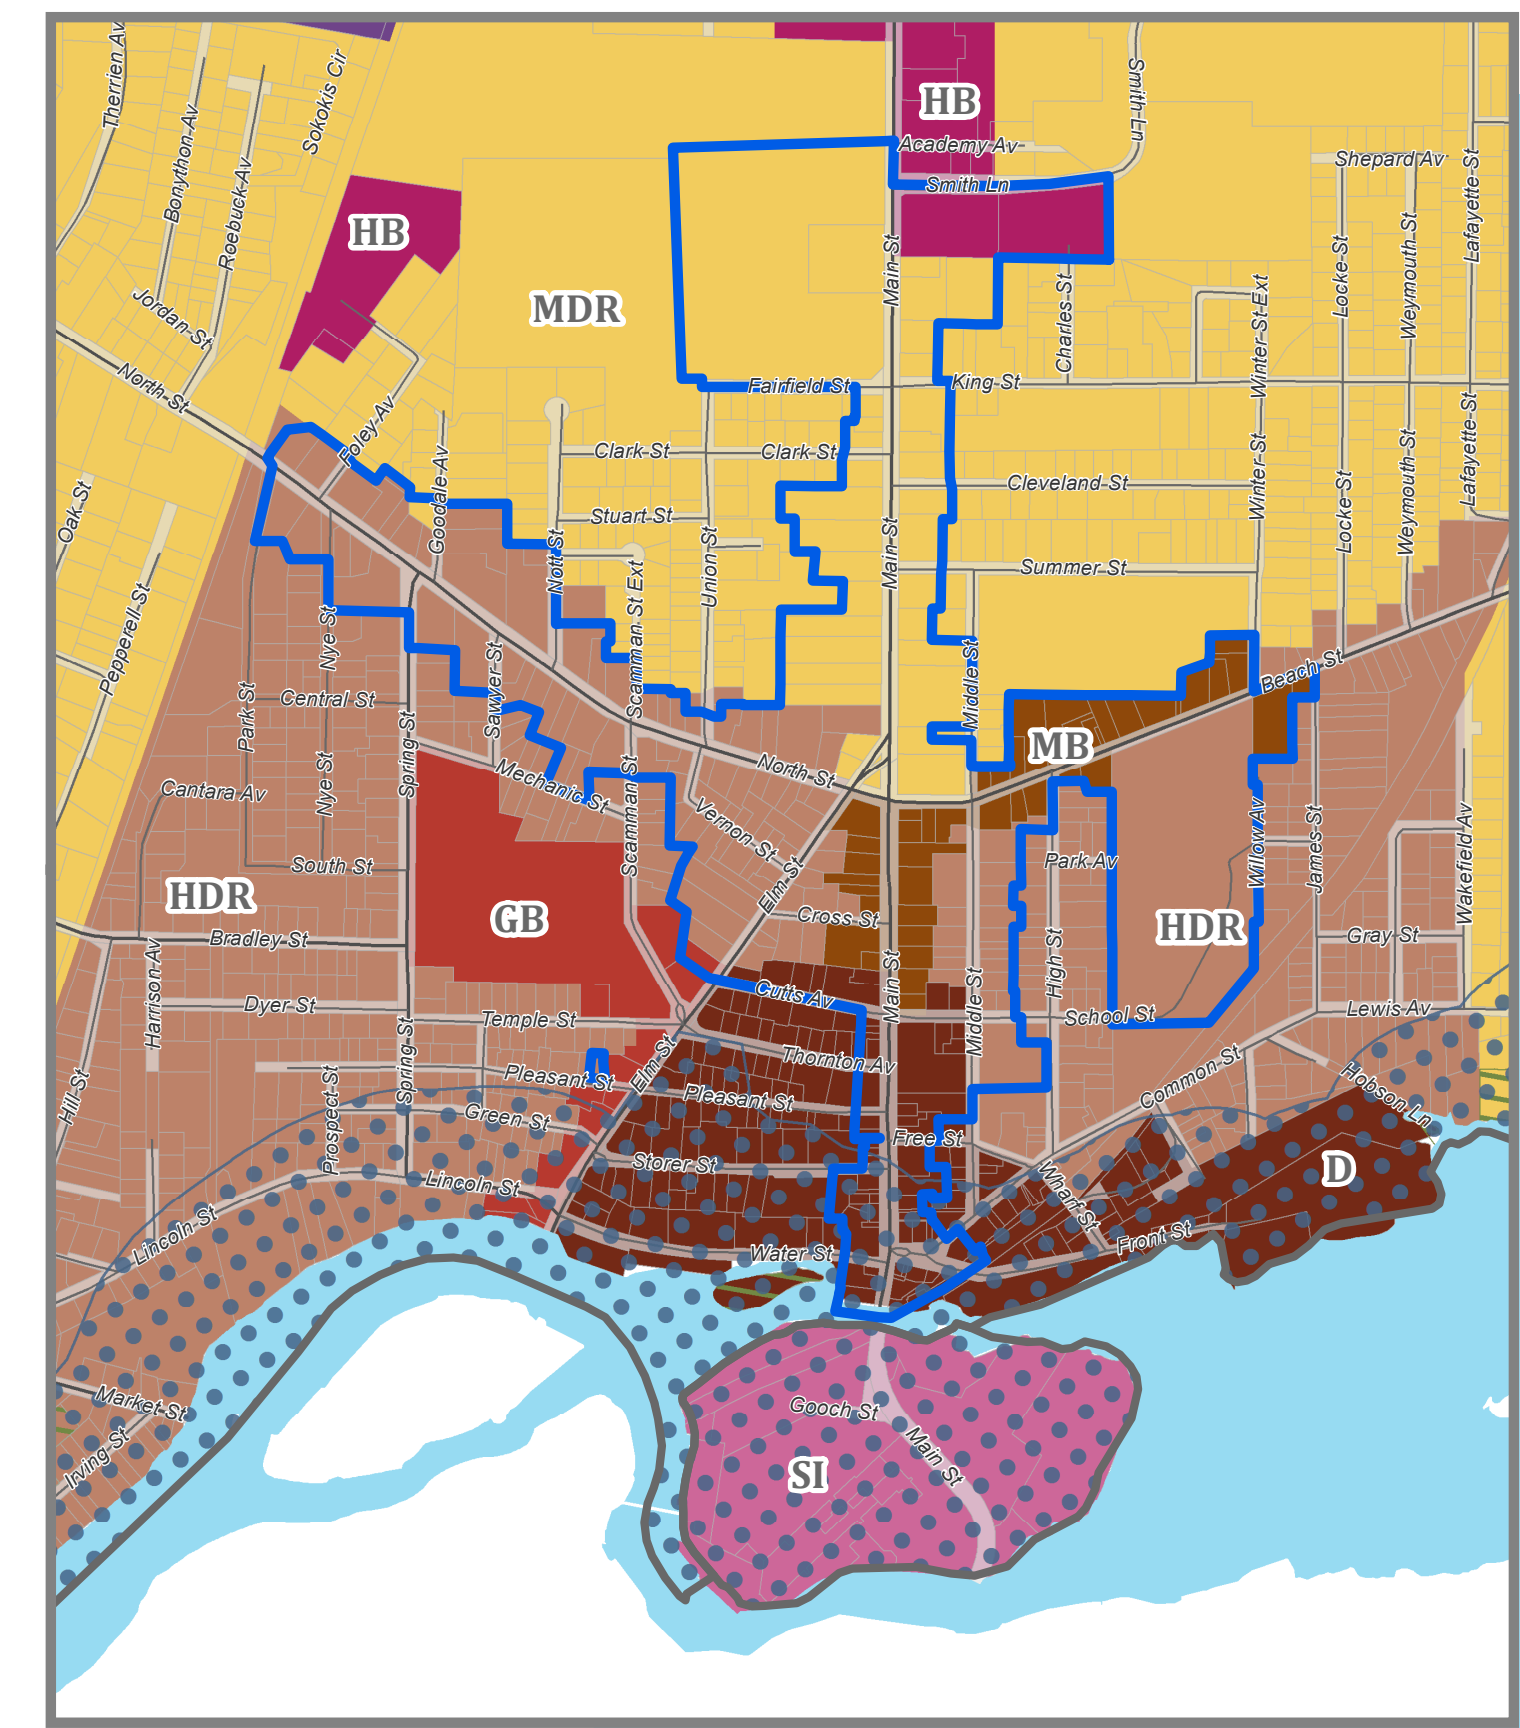 Therrien Av
Bonython Av
Roebuck Av
Sokokis Cir
HB
Academy Av
Smith Ln
Smith Ln
Shepard Av
Lafayette St
HB
MDR
Main St
Charles St
Winter St Ext
Locke St
Weymouth St
Jordan St
North St
Fairfield St
King St
Foley Av
Goodale Av
Clark St
Clark St
Cleveland St
Winter St
Locke St
Weymouth St
Lafayette St
Oak St
Stuart St
Nott St
Scamman St Ext
Union St
Main St
Summer St
Pepperell St
Nye St
Sawyer St
Middle St
Beach St
Park St
Central St
Spring St
MB
North St
Cantara Av
Nye St
Mechanic St
Scamman St
Vernon St
Elm St
Park Av
Willow Av
James St
Wakefield Av
South St
HDR
GB
Cross St
HDR
Bradley St
Harrison Av
High St
Gray St
Cutts Av
Main St
Middle St
Dyer St
Temple St
School St
Lewis Av
Spring St
Elm St
Thornton Av
Hill St
Prospect St
Pleasant St
Pleasant St
Common St
Hobson Ln
Green St
Free St
Storer St
Wharf St
D
Lincoln St
Lincoln St
Water St
Front St
Market St
Gooch St
Main St
Irving St
SI